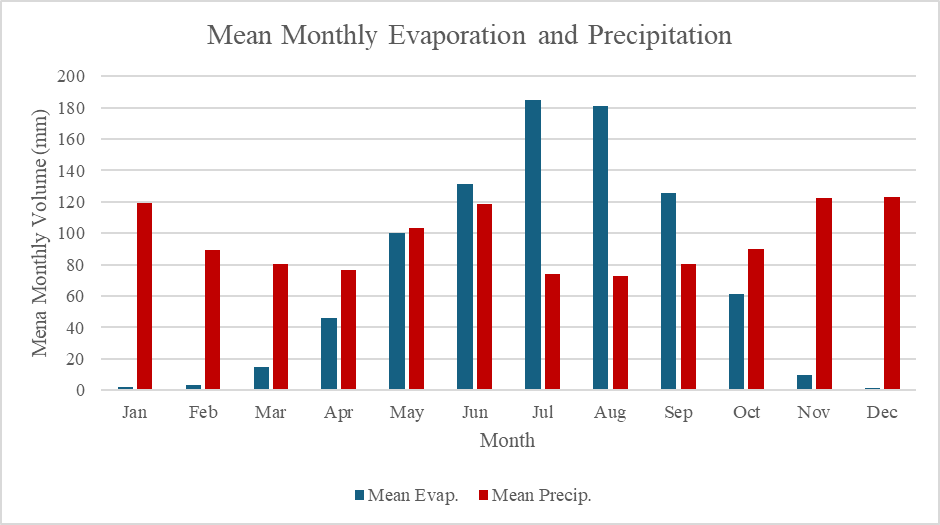 Mean Monthly Evaporation and Precipitation
Mena Monthly Volume (mm)
200
180
160
140
120
100
80
60
40
20
0
Jan Feb Mar Apr May Jun Jul Aug Sep Oct Nov Dec
Month
Mean Evap. Mean Precip.